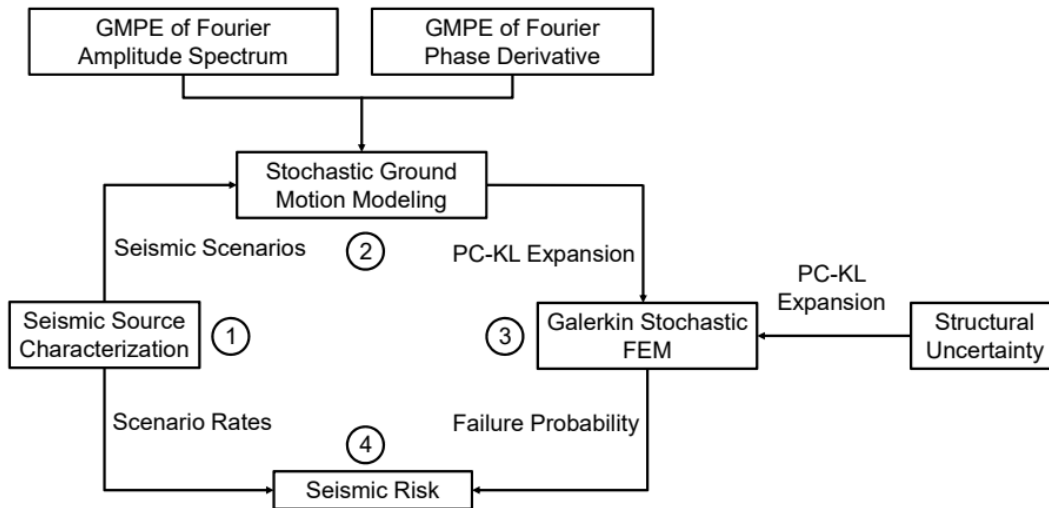 GMPE of Fourier
Amplitude Spectrum
GMPE of Fourier
Phase Derivative
Stochastic Ground
Motion Modeling
Seismic Scenarios
2
PC-KL Expansion
PC-KL
Expansion
Seismic Source
Characterization
1
3
Galerkin Stochastic
FEM
Structural
Uncertainty
Scenario Rates
4
Failure Probability
Seismic Risk